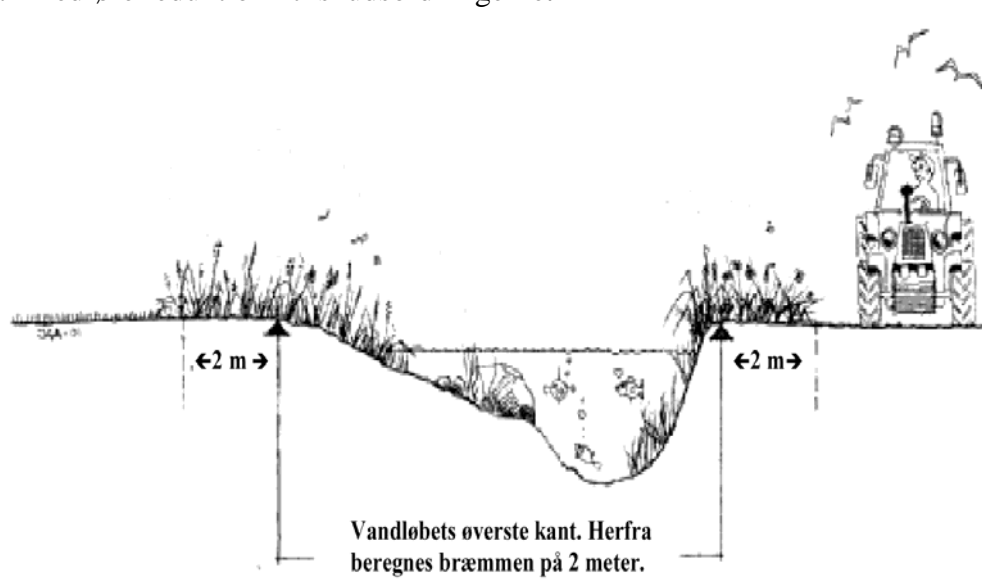 ←2 m→ ←2 m→
Vandløbets øverste kant. Herfra
beregnes bræmmen på 2 meter.